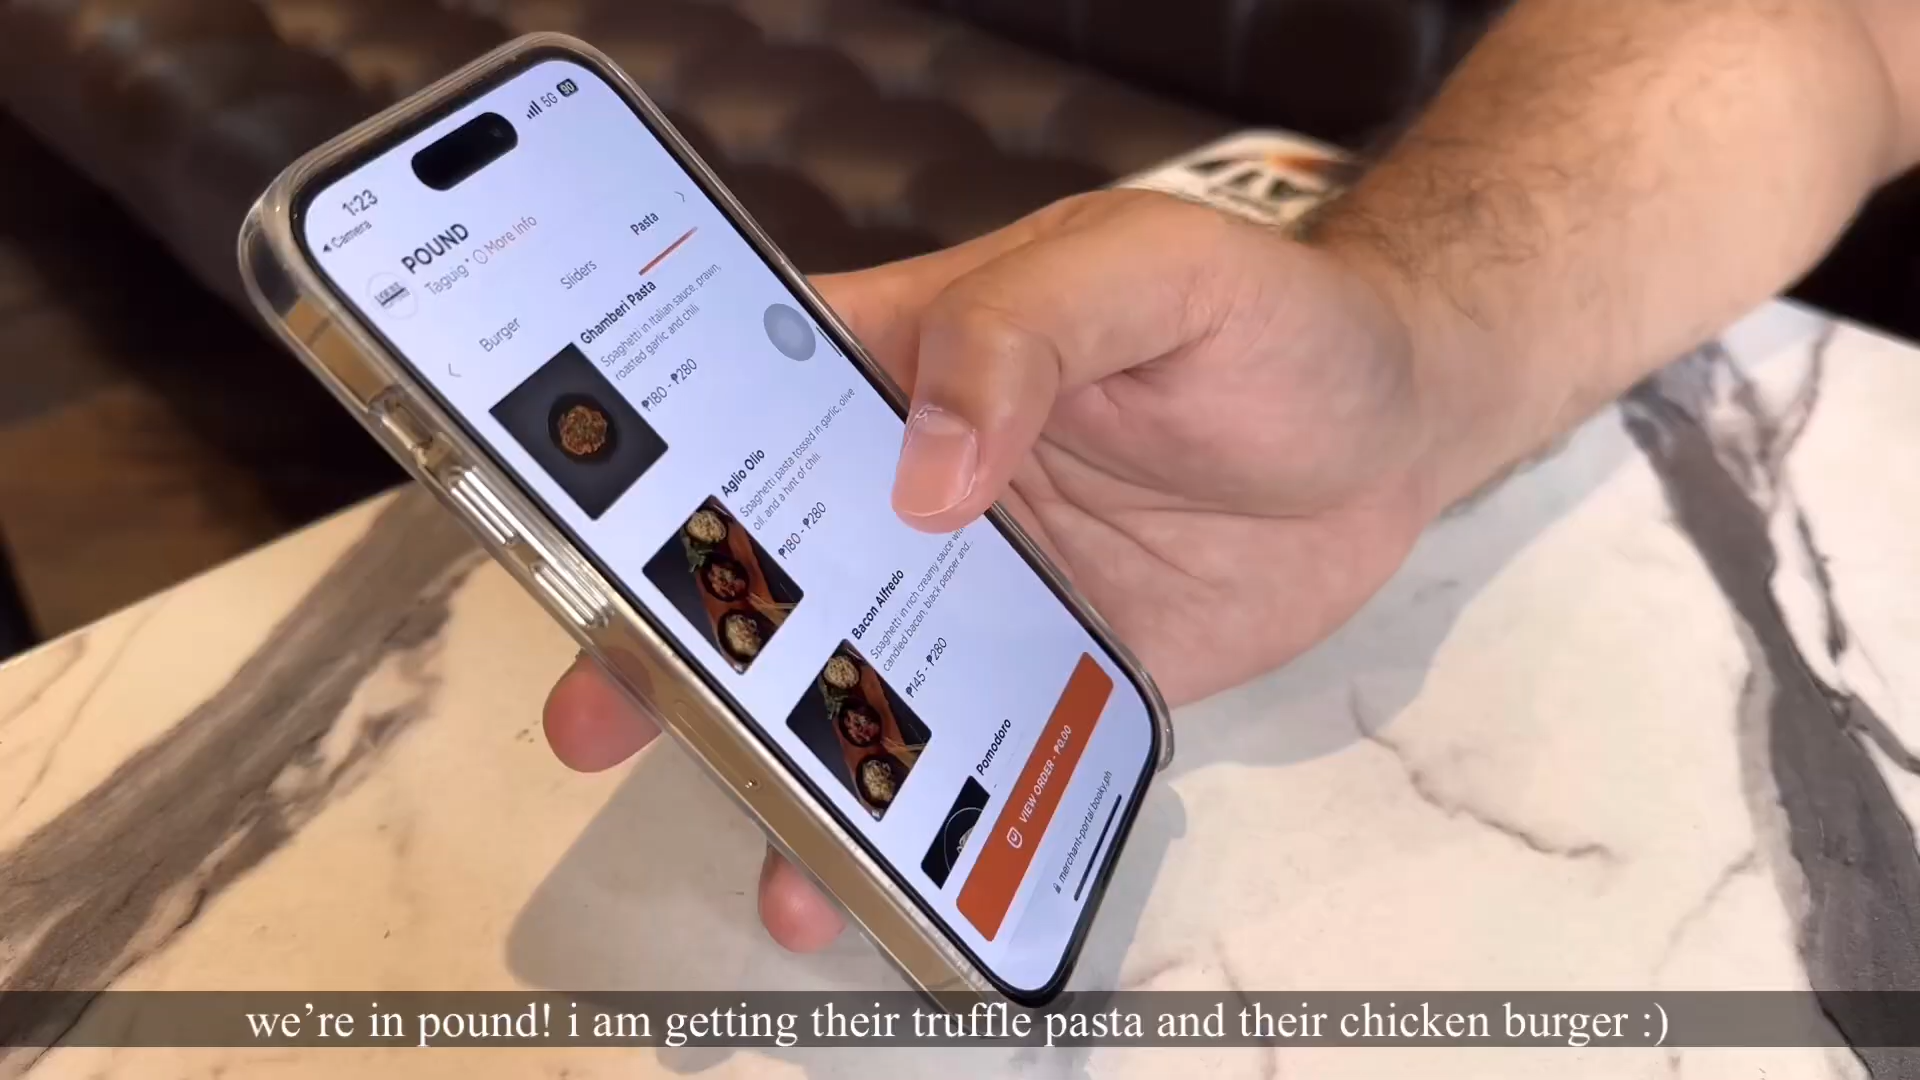 1:23
5G 90
Camera
POUND
Taguig • More Info
Burger
Sliders
Pasta
Ghamberi Pasta
Spaghetti in Italian sauce, prawn,
roasted garlic and chili
₱180 - ₱280
Aglio Olio
Spaghetti pasta tossed in garlic, olive
oil, and a hint of chili.
₱180 - ₱280
Bacon Alfredo
Spaghetti in rich creamy sauce
candied bacon, black pepper and...
₱145 - ₱280
Pomodoro
VIEW ORDER - ₱0.00
merchant-portal.booky.ph
we’re in pound! i am getting their truffle pasta and their chicken burger :)